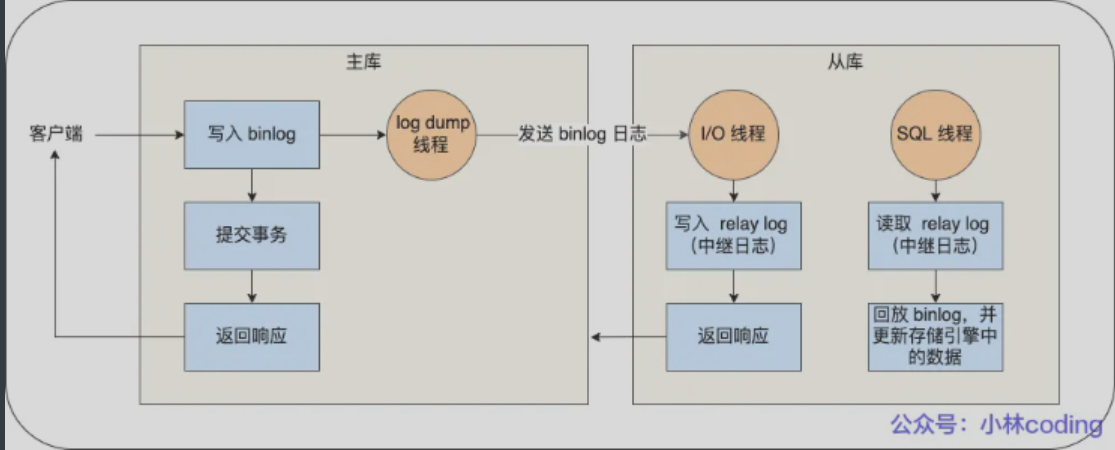 主库
从库
客户端
写入 binlog
log dump
线程
发送 binlog 日志
I/O 线程
SQL 线程
提交事务
写入 relay log
（中继日志）
读取 relay log
（中继日志）
返回响应
返回响应
回放 binlog，并
更新存储引擎中
的数据
公众号：小林coding